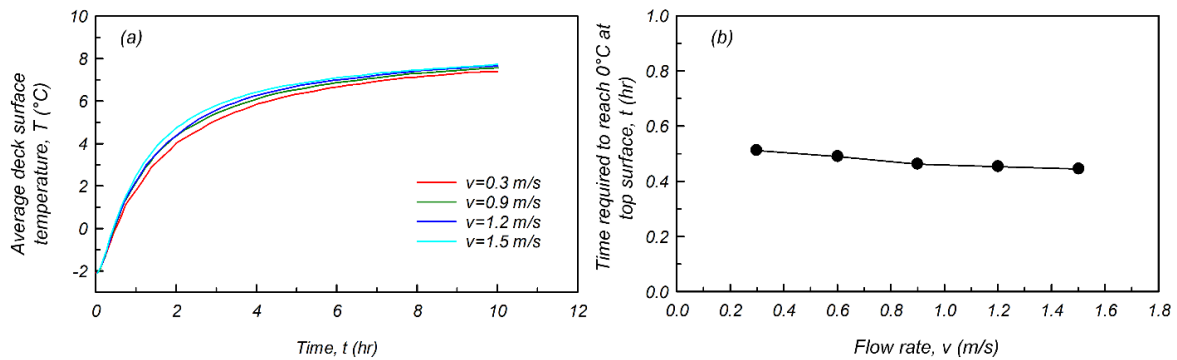 (a)
Average deck surface
temperature, T (°C)
10
8
6
4
2
0
-2
v=0.3 m/s
v=0.9 m/s
v=1.2 m/s
v=1.5 m/s
0 2 4 6 8 10 12
Time, t (hr)
(b)
Time required to reach 0°C at
top surface, t (hr)
1.0
0.8
0.6
0.4
0.2
0.0
0.0 0.2 0.4 0.6 0.8 1.0 1.2 1.4 1.6 1.8
Flow rate, v (m/s)